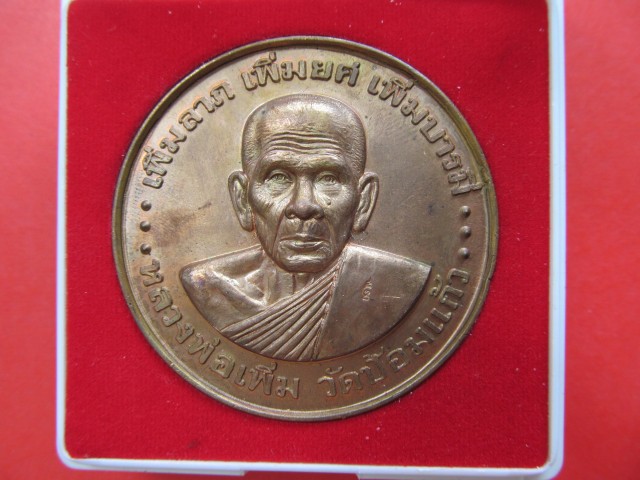 เพิ่มลาภ เพิ่มยศ เพิ่มบารมี
หลวงพ่อเพิ่ม วัดป้อมแก้ว